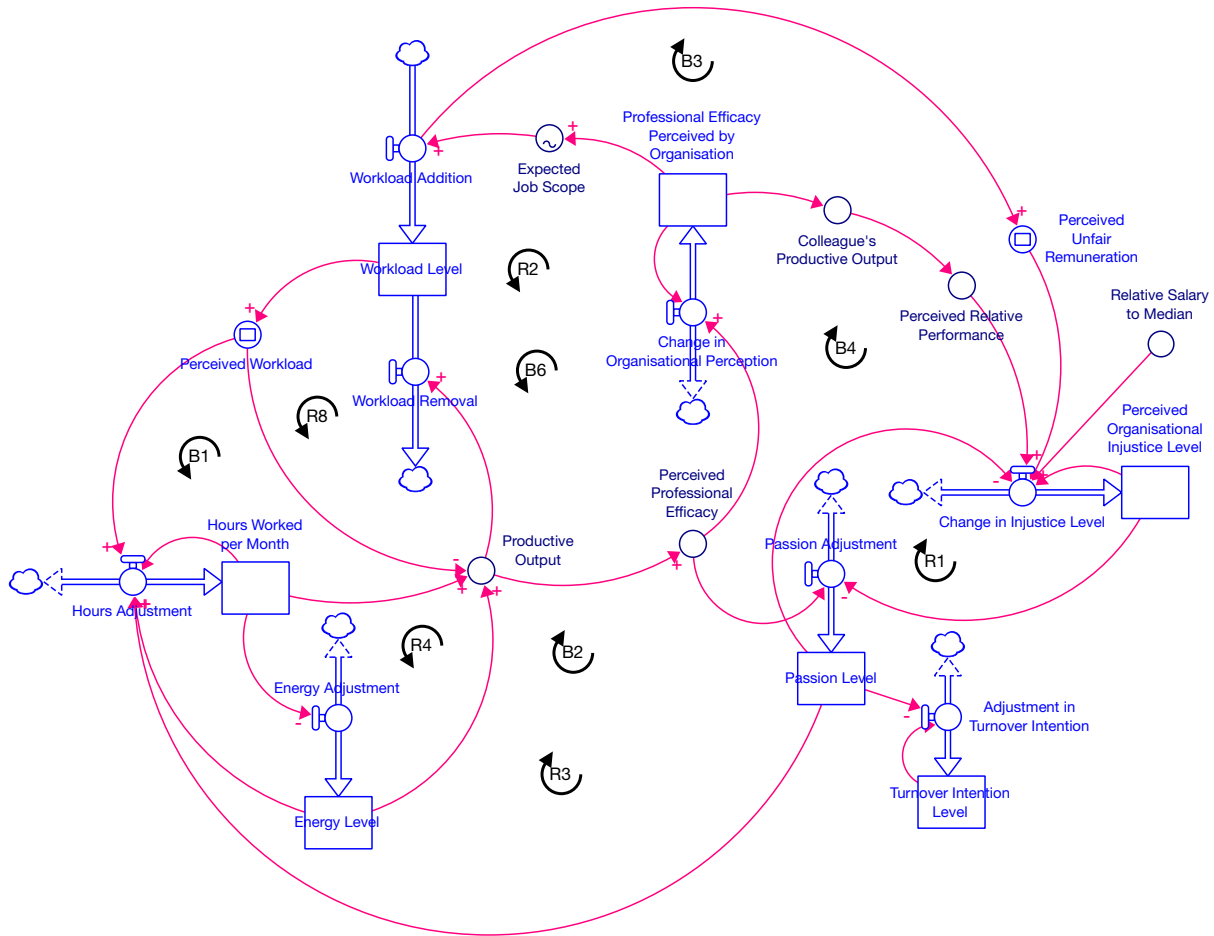 B3
Professional Efficacy
Perceived by
Organisation
+
+
Expected
Job Scope
Workload Addition
+
Perceived
Unfair
Remuneration
Colleague's
Productive Output
Workload Level
R2
Relative Salary
to Median
+
Perceived Relative
Performance
+
Perceived Workload
Change in
Organisational Perception
B4
B6
+
Workload Removal
R8
Perceived
Organisational
Injustice Level
B1
+
+
-
Perceived
Professional
Efficacy
Change in Injustice Level
Hours Worked
per Month
+
Productive
Output
Passion Adjustment
R1
-
+
+
+
+
-
Hours Adjustment
+
+
R4
B2
Energy Adjustment
-
Passion Level
-
Adjustment in
Turnover Intention
R3
Turnover Intention
Level
Energy Level